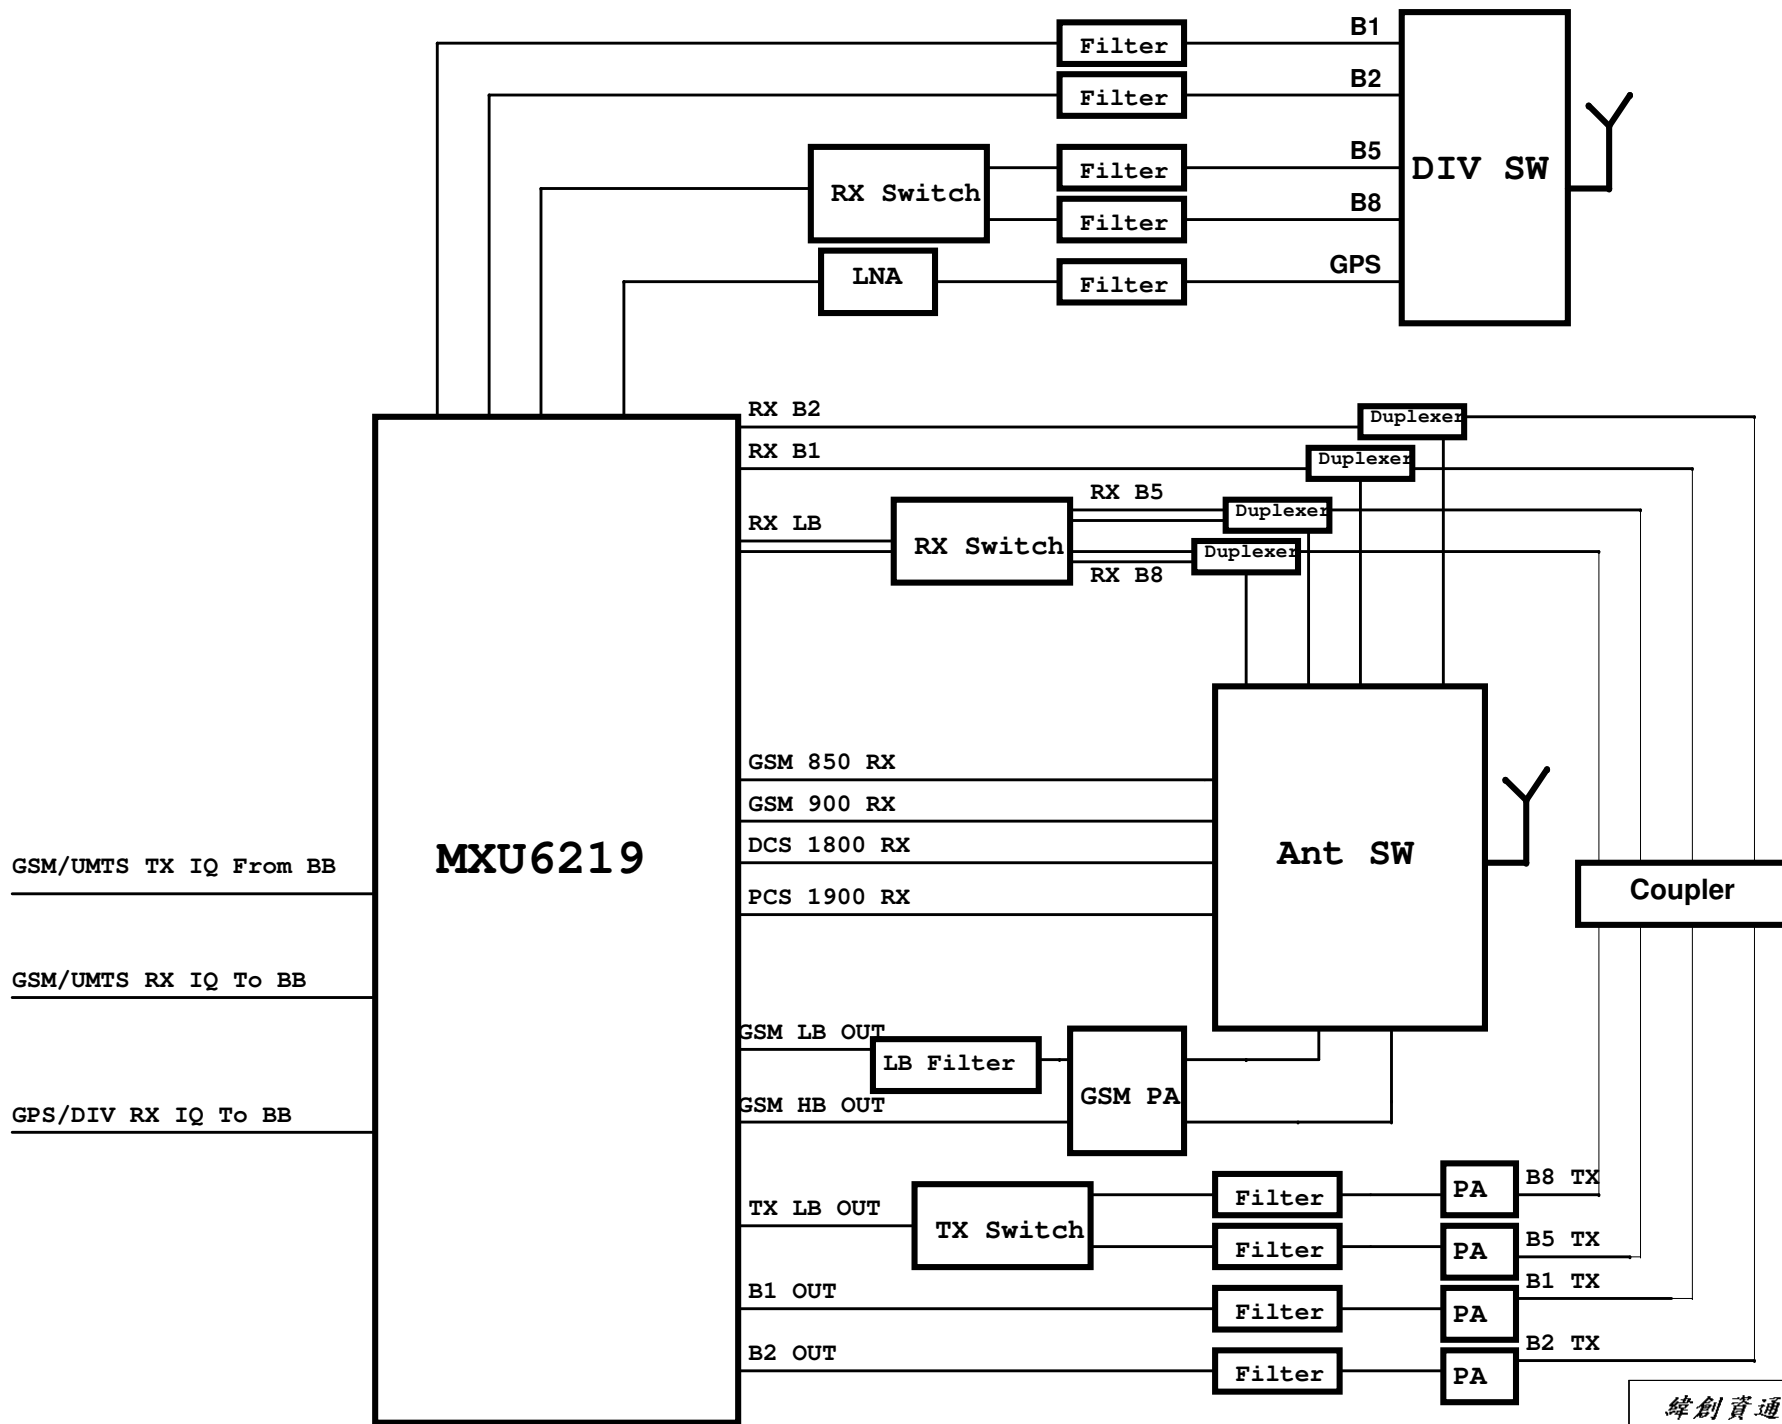 B1
Filter
B2
Filter
B5
Filter
DIV SW
RX Switch
B8
Filter
GPS
LNA
Filter
RX B2
Duplexer
RX B1
Duplexer
RX B5
Duplexer
RX LB
RX Switch
Duplexer
RX B8
GSM 850 RX
GSM 900 RX
DCS 1800 RX
PCS 1900 RX
MXU6219
Ant SW
GSM/UMTS TX IQ From BB
Coupler
GSM/UMTS RX IQ To BB
GSM LB OUT
LB Filter
GSM PA
GSM HB OUT
GPS/DIV RX IQ To BB
B8 TX
PA
Filter
TX LB OUT
TX Switch
B5 TX
PA
Filter
B1 TX
B1 OUT
Filter
PA
B2 TX
B2 OUT
Filter
PA
緯創資通